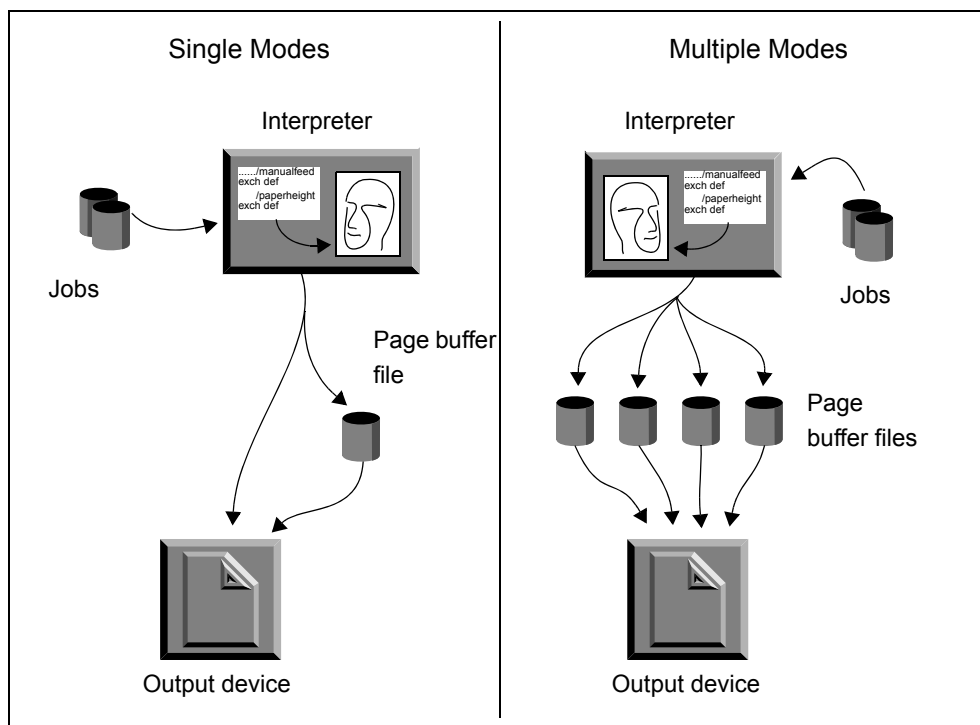 Single Modes
Interpreter
....../manualfeed
exch def
/paperheight
exch def
Jobs
Page buffer
file
Output device
Multiple Modes
Interpreter
....../manualfeed
exch def
/paperheight
exch def
Jobs
Page
buffer files
Output device